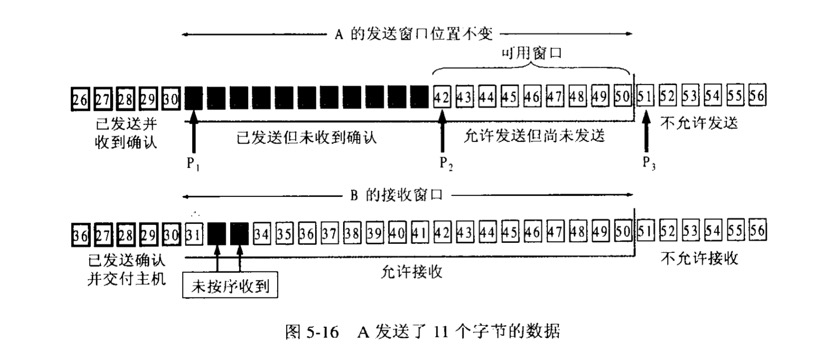 A 的发送窗口位置不变
可用窗口
26 27 28 29 30 42 43 44 45 46 47 48 49 50 51 52 53 54 55 56
已发送并
收到确认
已发送但未收到确认
允许发送但尚未发送
不允许发送
P1 P2 P3
B 的接收窗口
36 27 28 29 30 31 34 35 36 37 38 39 40 41 42 43 44 45 46 47 48 49 50 51 52 53 54 55 56
已发送确认
并交付主机
未按序收到
允许接收
不允许接收
图 5-16 A 发送了 11 个字节的数据